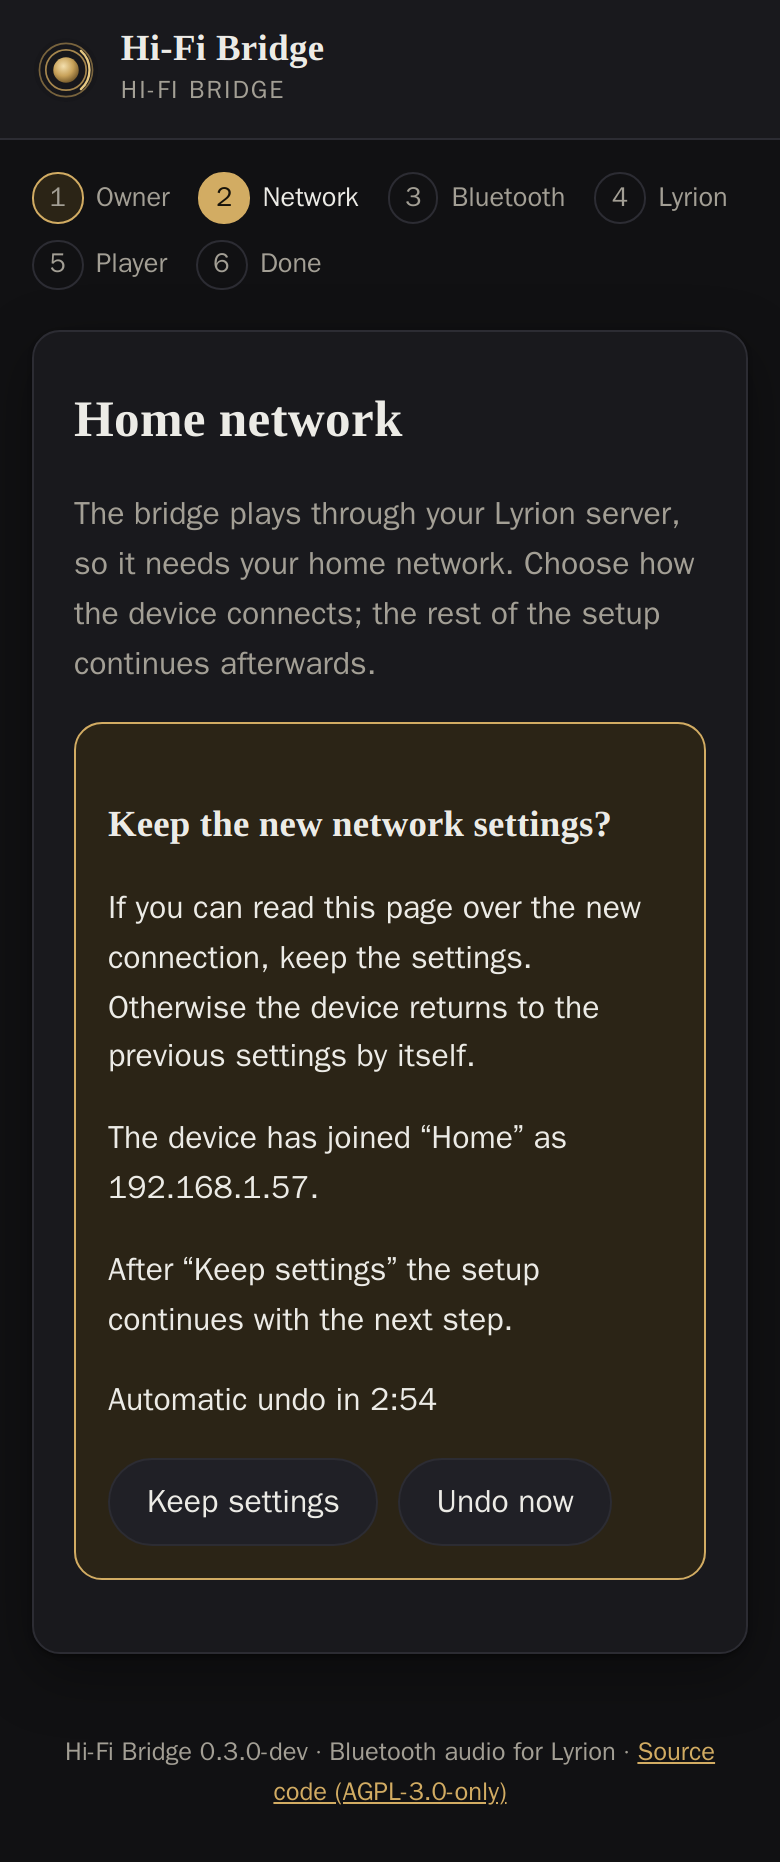 Hi-Fi Bridge
HI-FI BRIDGE
1 Owner 2 Network 3 Bluetooth 4 Lyrion
5 Player 6 Done
Home network
The bridge plays through your Lyrion server,
so it needs your home network. Choose how
the device connects; the rest of the setup
continues afterwards.
Keep the new network settings?
If you can read this page over the new
connection, keep the settings.
Otherwise the device returns to the
previous settings by itself.
The device has joined “Home” as
192.168.1.57.
After “Keep settings” the setup
continues with the next step.
Automatic undo in 2:54
Keep settings Undo now
Hi-Fi Bridge 0.3.0-dev · Bluetooth audio for Lyrion · Source
code (AGPL-3.0-only)